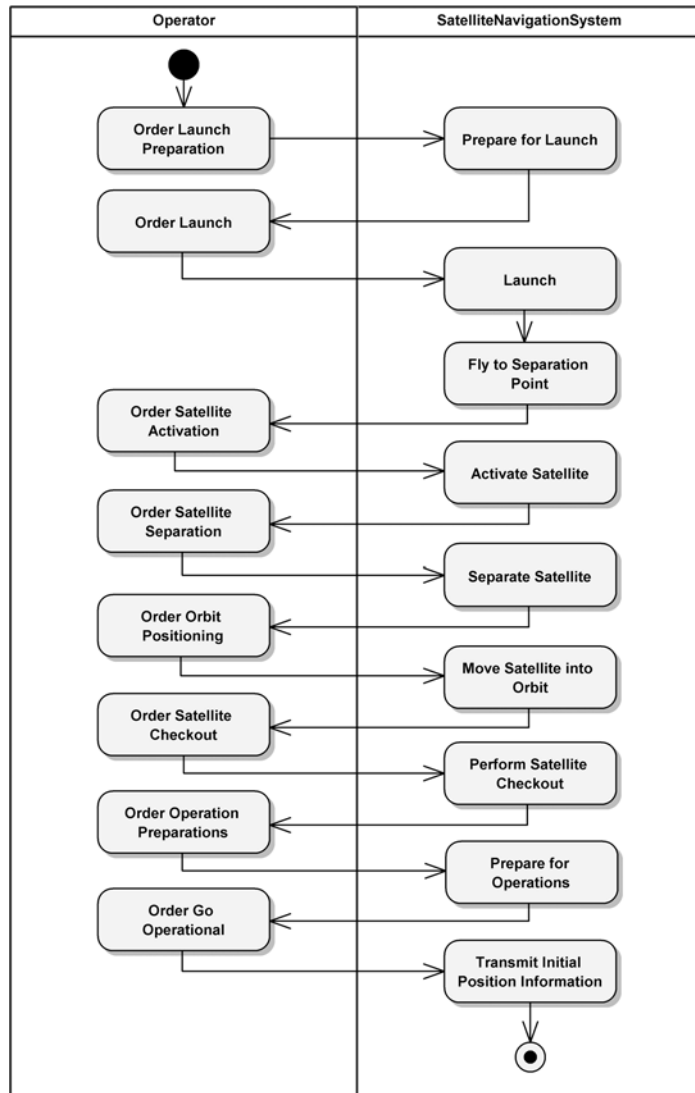 Operator
SatelliteNavigationSystem
Order Launch
Preparation
Prepare for Launch
Order Launch
Launch
Fly to Separation
Point
Order Satellite
Activation
Activate Satellite
Order Satellite
Separation
Separate Satellite
Order Orbit
Positioning
Move Satellite into
Orbit
Order Satellite
Checkout
Perform Satellite
Checkout
Order Operation
Preparations
Prepare for
Operations
Order Go
Operational
Transmit Initial
Position Information